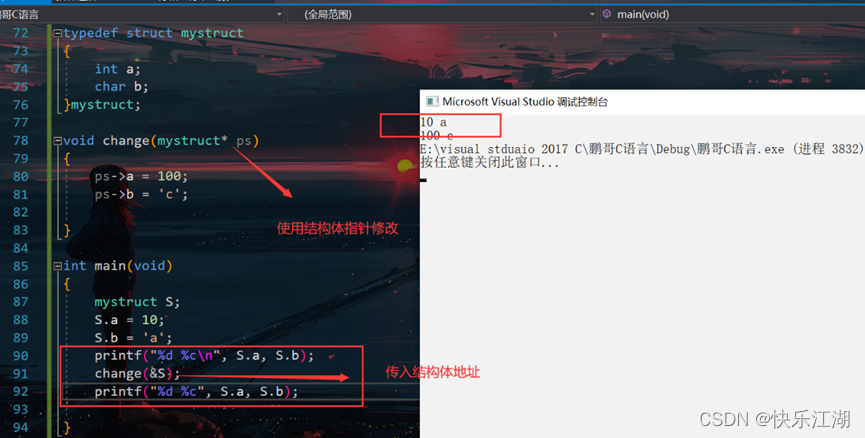 哥C语言 (全局范围) main(void)
72 typedef struct mystruct
73 {
74 int a;
75 char b;
76 }mystruct;
77
78 void change(mystruct* ps)
79 {
80 ps->a = 100;
81 ps->b = 'c';
82
83 }
84
85 int main(void)
86 {
87 mystruct S;
88 S.a = 10;
89 S.b = 'a';
90 printf("%d %c\n", S.a, S.b);
91 change(&S);
92 printf("%d %c", S.a, S.b);
93
94 }
使用结构体指针修改
传入结构体地址
Microsoft Visual Studio 调试控制台
10 a
100 c
E:\visual stduaio 2017 C\鹏哥C语言\Debug\鹏哥C语言.exe (进程 3832)
按任意键关闭此窗口...
CSDN @快乐江湖